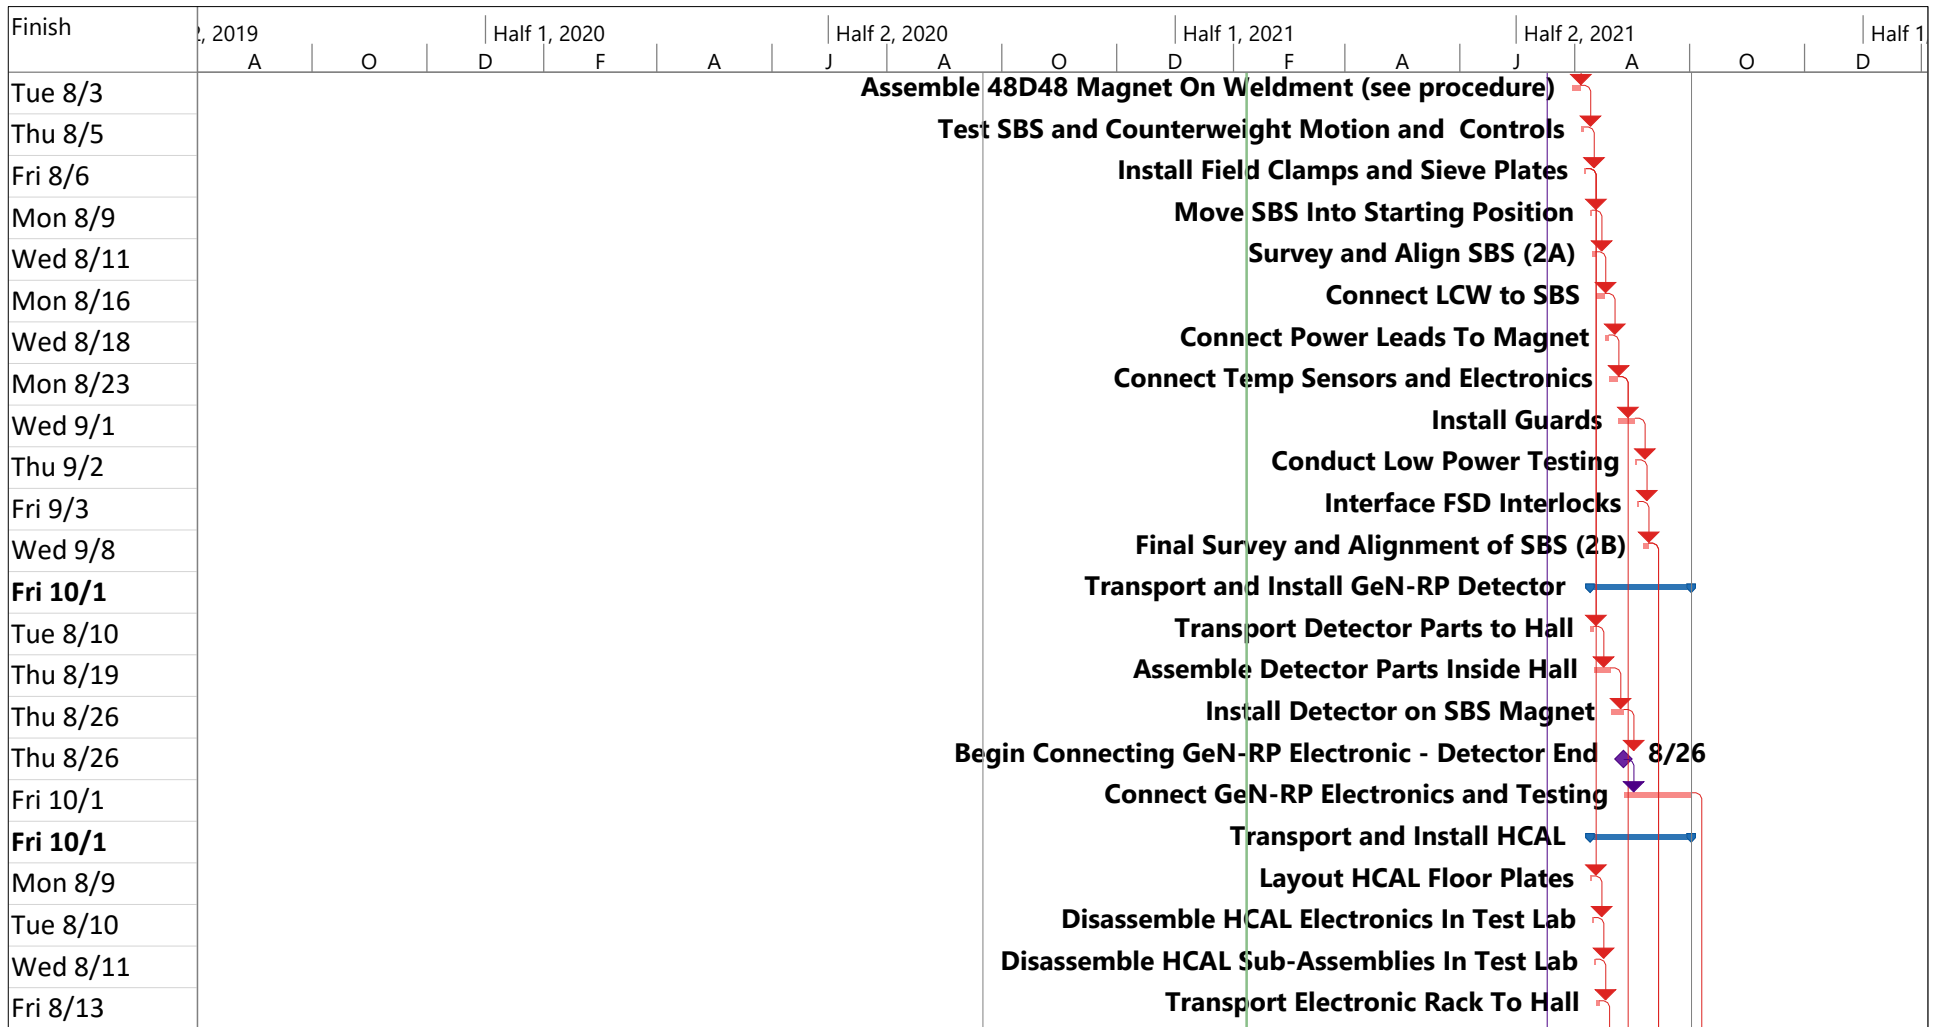 Finish
2, 2019 Half 1, 2020 Half 2, 2020 Half 1, 2021 Half 2, 2021 Half 1
A O D F A J A O D F A J A O D
Tue 8/3 Assemble 48D48 Magnet On Weldment (see procedure)
Thu 8/5 Test SBS and Counterweight Motion and Controls
Fri 8/6 Install Field Clamps and Sieve Plates
Mon 8/9 Move SBS Into Starting Position
Wed 8/11 Survey and Align SBS (2A)
Mon 8/16 Connect LCW to SBS
Wed 8/18 Connect Power Leads To Magnet
Mon 8/23 Connect Temp Sensors and Electronics
Wed 9/1 Install Guards
Thu 9/2 Conduct Low Power Testing
Fri 9/3 Interface FSD Interlocks
Wed 9/8 Final Survey and Alignment of SBS (2B)
Fri 10/1 Transport and Install GeN-RP Detector
Tue 8/10 Transport Detector Parts to Hall
Thu 8/19 Assemble Detector Parts Inside Hall
Thu 8/26 Install Detector on SBS Magnet
Thu 8/26 Begin Connecting GeN-RP Electronic - Detector End 8/26
Fri 10/1 Connect GeN-RP Electronics and Testing
Fri 10/1 Transport and Install HCAL
Mon 8/9 Layout HCAL Floor Plates
Tue 8/10 Disassemble HCAL Electronics In Test Lab
Wed 8/11 Disassemble HCAL Sub-Assemblies In Test Lab
Fri 8/13 Transport Electronic Rack To Hall